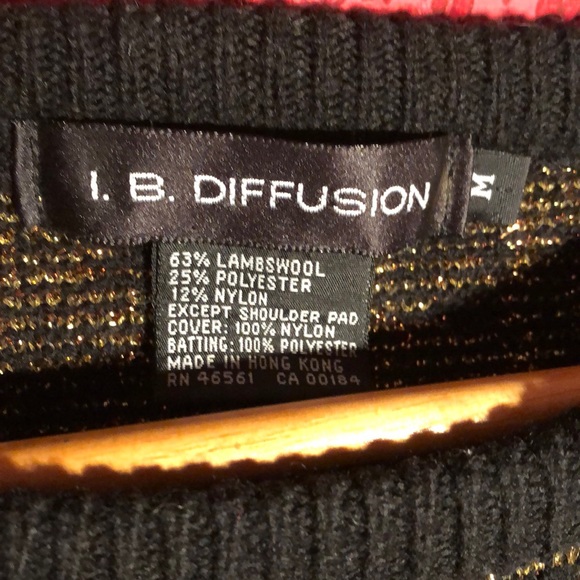 I. B. DIFFUSION
M
63% LAMBSWOOL
25% POLYESTER
12% NYLON
EXCEPT SHOULDER PAD
COVER: 100% NYLON
BATTING: 100% POLYESTER
MADE IN HONG KONG
RN 46561 CA 00184